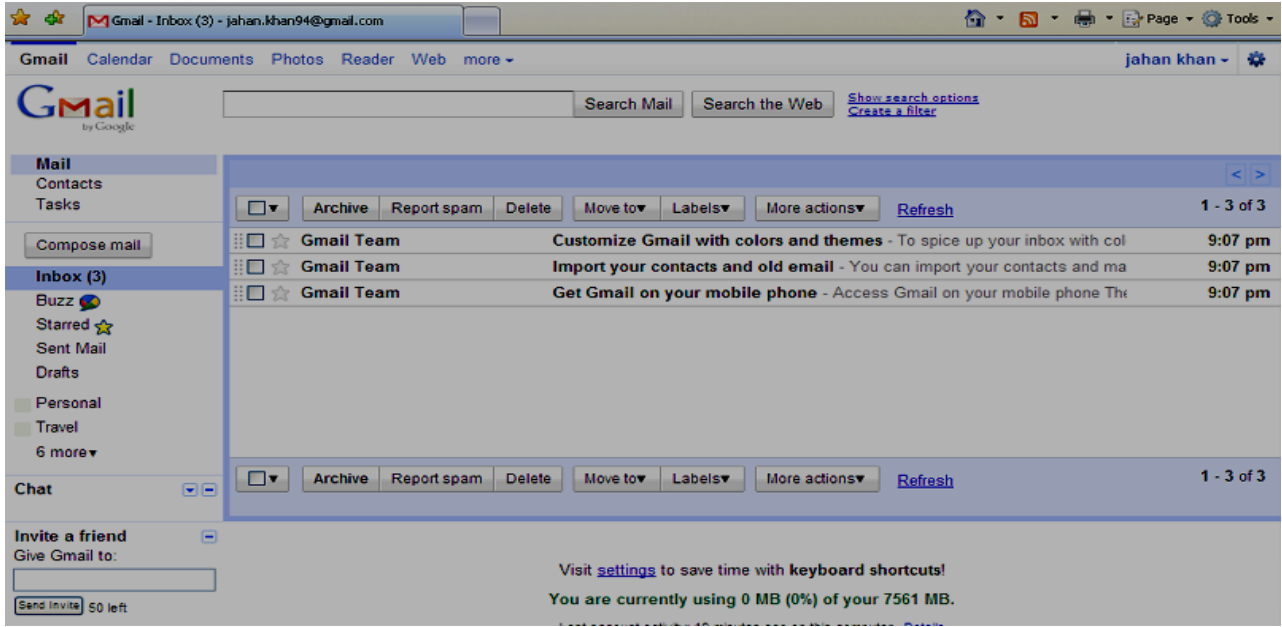 Gmail - Inbox (3) - jahan.khan94@gmail.com
Page Tools
Gmail Calendar Documents Photos Reader Web more jahan khan
Gmail
by Google
Search Mail Search the Web Show search options
Create a filter
Mail
Contacts
Tasks
< >
Archive Report spam Delete Move to Labels More actions Refresh 1 - 3 of 3
Compose mail
Gmail Team Customize Gmail with colors and themes - To spice up your inbox with col 9:07 pm
Gmail Team Import your contacts and old email - You can import your contacts and ma 9:07 pm
Gmail Team Get Gmail on your mobile phone - Access Gmail on your mobile phone The 9:07 pm
Inbox (3)
Buzz
Starred
Sent Mail
Drafts
Personal
Travel
6 more
Archive Report spam Delete Move to Labels More actions Refresh 1 - 3 of 3
Chat
Invite a friend
Give Gmail to:
Send Invite 50 left
Visit settings to save time with keyboard shortcuts!
You are currently using 0 MB (0%) of your 7561 MB.